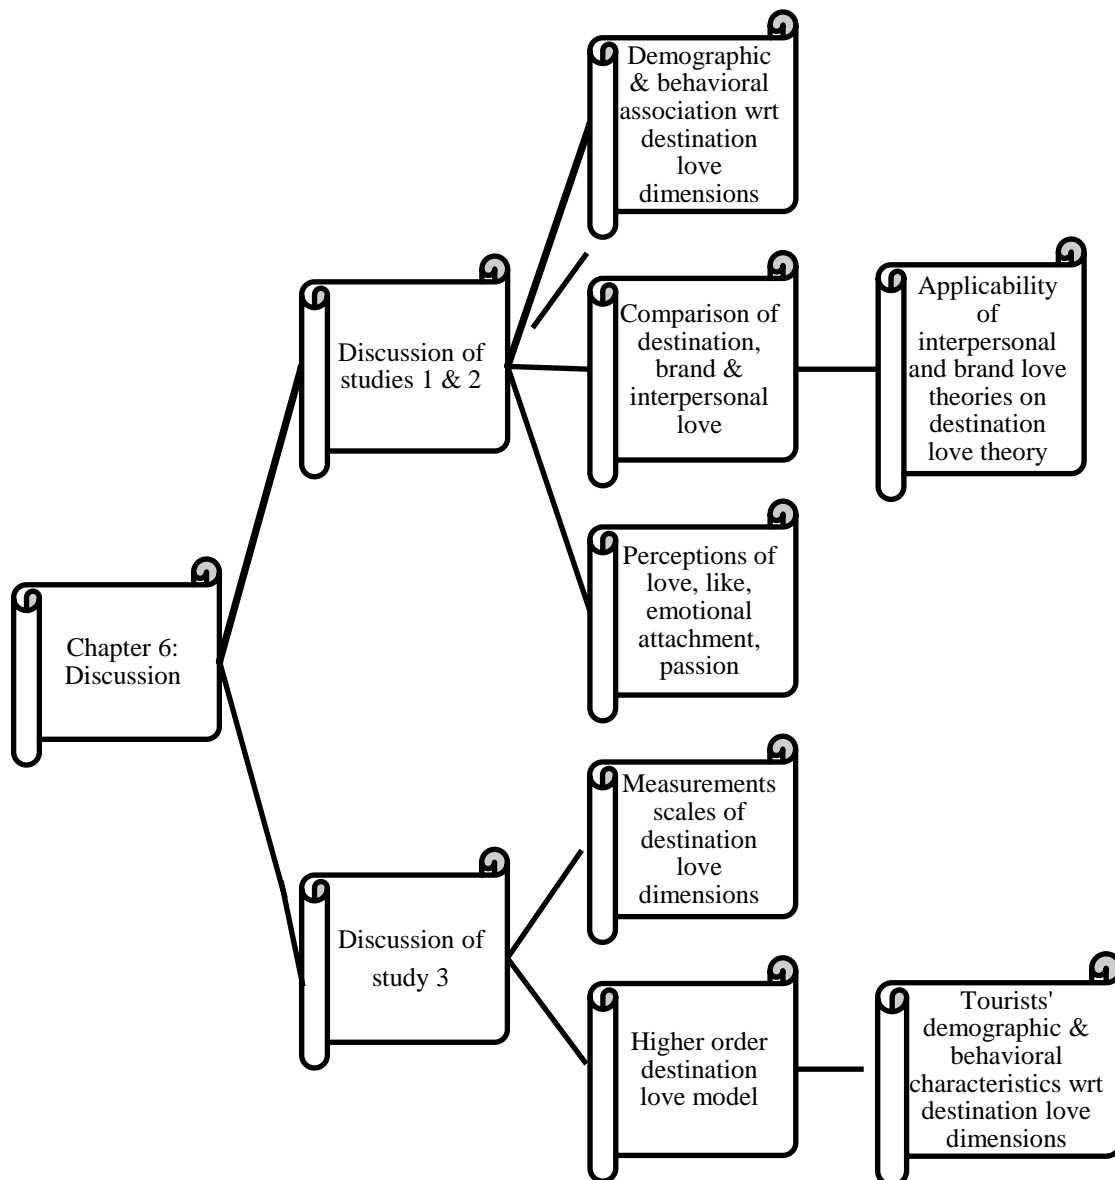 Chapter 6:
Discussion
Discussion of
studies 1 & 2
Demographic
& behavioral
association wrt
destination
love
dimensions
Comparison of
destination,
brand &
interpersonal
love
Applicability
of
interpersonal
and brand love
theories on
destination
love theory
Perceptions of
love, like,
emotional
attachment,
passion
Discussion of
study 3
Measurements
scales of
destination
love
dimensions
Higher order
destination
love model
Tourists'
demographic &
behavioral
characteristics wrt
destination love
dimensions